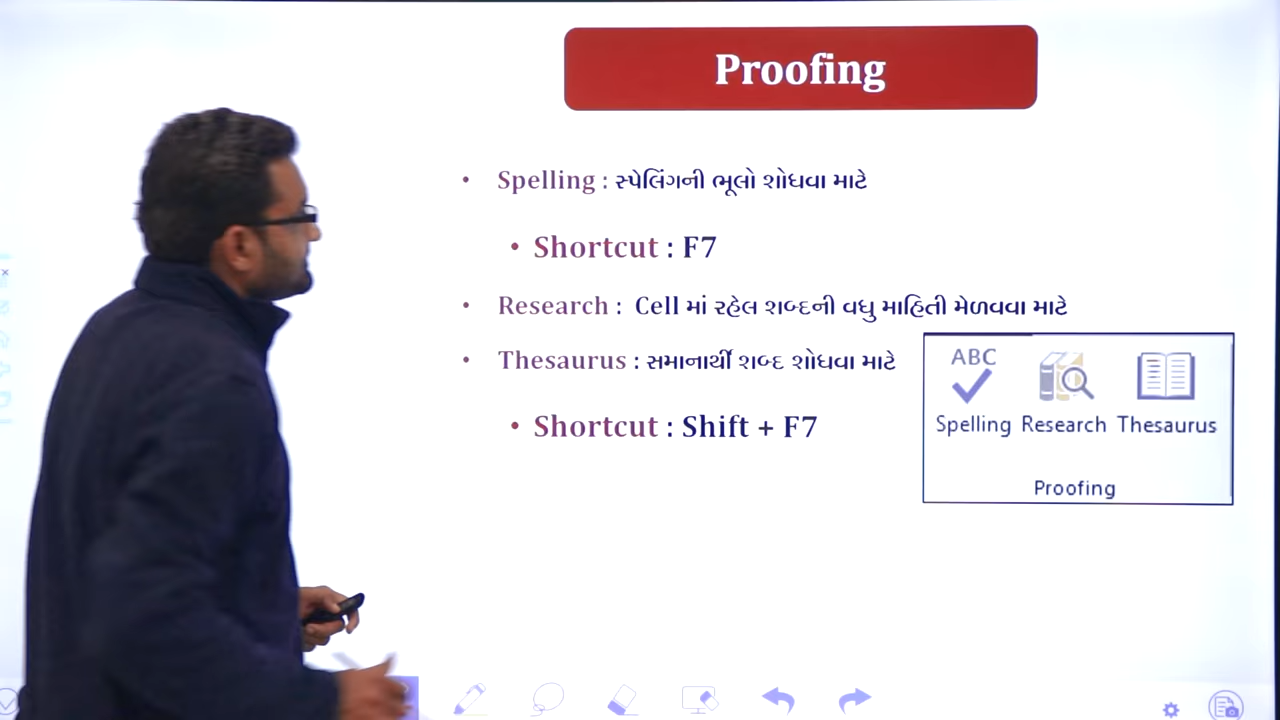 Proofing
• Spelling : સ્પેલિંગની ભૂલો શોધવા માટે
• Shortcut : F7
• Research : Cell માં રહેલ શબ્દની વધુ માહિતી મેળવવા માટે
• Thesaurus : સમાનાર્થી શબ્દ શોધવા માટે
• Shortcut : Shift + F7
ABC
Spelling Research Thesaurus
Proofing